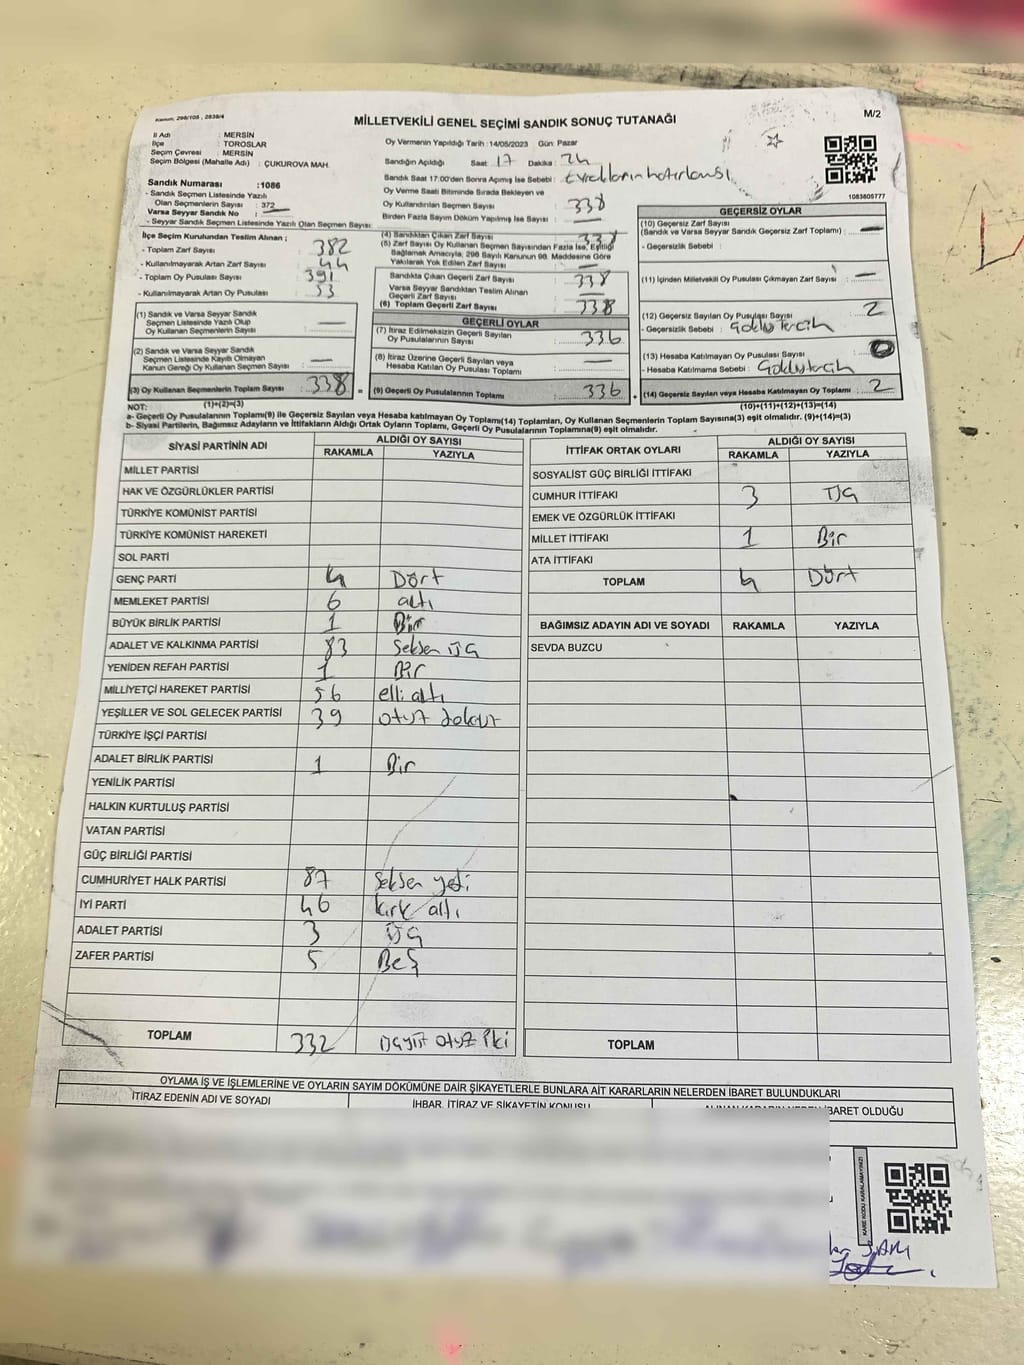 Kanun, 298/105 , 2839/4
MİLLETVEKİLİ GENEL SEÇİMİ SANDIK SONUÇ TUTANAĞI
M/2
İl Adı : MERSİN
İlçe : TOROSLAR
Seçim Çevresi : MERSİN
Seçim Bölgesi (Mahalle Adı) : ÇUKUROVA MAH.
Oy Vermenin Yapıldığı Tarih :14/05/2023 Gün: Pazar
Sandığın Açıldığı Saat : 17 Dakika : 24
Sandık Saat 17:00'den Sonra Açılmış İse Sebebi : Evrakların hazırlanışı
Oy Verme Saati Bitiminde Sırada Bekleyen ve
Oy Kullandırılan Seçmen Sayısı : 338
Birden Fazla Sayım Döküm Yapılmış İse Sayısı : —
1083805777
Sandık Numarası :1086
- Sandık Seçmen Listesinde Yazılı
Olan Seçmenlerin Sayısı : 372
Varsa Seyyar Sandık No : —
- Seyyar Sandık Seçmen Listesinde Yazılı Olan Seçmen Sayısı:
İlçe Seçim Kurulundan Teslim Alınan ;
- Toplam Zarf Sayısı : 382
- Kullanılmayarak Artan Zarf Sayısı : 44
- Toplam Oy Pusulası Sayısı : 391
- Kullanılmayarak Artan Oy Pusulası : 53
(1) Sandık ve Varsa Seyyar Sandık
Seçmen Listesinde Yazılı Olup
Oy Kullanan Seçmenlerin Sayısı : —
(2) Sandık ve Varsa Seyyar Sandık
Seçmen Listesinde Kayıtlı Olmayan
Kanun Gereği Oy Kullanan Seçmen Sayısı : —
(3) Oy Kullanan Seçmenlerin Toplam Sayısı : 338 =
(1)+(2)=(3)
(4) Sandıktan Çıkan Zarf Sayısı : 338
(5) Zarf Sayısı Oy Kullanan Seçmen Sayısından Fazla İse, Eşitliği
Sağlamak Amacıyla, 298 Sayılı Kanunun 98. Maddesine Göre
Yakılarak Yok Edilen Zarf Sayısı : —
Sandıkta Çıkan Geçerli Zarf Sayısı : 338
Varsa Seyyar Sandıktan Teslim Alınan
Geçerli Zarf Sayısı : —
(6) Toplam Geçerli Zarf Sayısı : 338
GEÇERLİ OYLAR
(7) İtiraz Edilmeksizin Geçerli Sayılan
Oy Pusulalarının Sayısı : 336
(8) İtiraz Üzerine Geçerli Sayılan veya
Hesaba Katılan Oy Pusulası Toplamı : —
(9) Geçerli Oy Pusulalarının Toplamı : 336 +
GEÇERSİZ OYLAR
(10) Geçersiz Zarf Sayısı
(Sandık ve Varsa Seyyar Sandık Geçersiz Zarf Toplamı) : —
- Geçersizlik Sebebi :
(11) İçinden Milletvekili Oy Pusulası Çıkmayan Zarf Sayısı : —
(12) Geçersiz Sayılan Oy Pusulası Sayısı : 2
- Geçersizlik Sebebi : Çoklu Tercih
(13) Hesaba Katılmayan Oy Pusulası Sayısı :
- Hesaba Katılmama Sebebi : Çoklu tercih
(14) Geçersiz Sayılan veya Hesaba Katılmayan Oy Toplamı : 2
(10)+(11)+(12)+(13)=(14)
NOT:
a- Geçerli Oy Pusulalarının Toplamı(9) ile Geçersiz Sayılan veya Hesaba katılmayan Oy Toplamı(14) Toplamları, Oy Kullanan Seçmenlerin Toplam Sayısına(3) eşit olmalıdır. (9)+(14)=(3)
b- Siyasi Partilerin, Bağımsız Adayların ve İttifakların Aldığı Ortak Oyların Toplamı, Geçerli Oy Pusulalarının Toplamına(9) eşit olmalıdır.
SİYASİ PARTİNİN ADI ALDIĞI OY SAYISI
RAKAMLA YAZIYLA
MİLLET PARTİSİ
HAK VE ÖZGÜRLÜKLER PARTİSİ
TÜRKİYE KOMÜNİST PARTİSİ
TÜRKİYE KOMÜNİST HAREKETİ
SOL PARTİ
GENÇ PARTİ 4 Dört
MEMLEKET PARTİSİ 6 altı
BÜYÜK BİRLİK PARTİSİ 1 Bir
ADALET VE KALKINMA PARTİSİ 83 Seksen üç
YENİDEN REFAH PARTİSİ 1 Bir
MİLLİYETÇİ HAREKET PARTİSİ 56 elli altı
YEŞİLLER VE SOL GELECEK PARTİSİ 39 otuz dokuz
TÜRKİYE İŞÇİ PARTİSİ
ADALET BİRLİK PARTİSİ 1 Bir
YENİLİK PARTİSİ
HALKIN KURTULUŞ PARTİSİ
VATAN PARTİSİ
GÜÇ BİRLİĞİ PARTİSİ
CUMHURİYET HALK PARTİSİ 87 Seksen yedi
İYİ PARTİ 46 kırk altı
ADALET PARTİSİ 3 üç
ZAFER PARTİSİ 5 Beş
TOPLAM 332 üçyüz otuz iki
İTTİFAK ORTAK OYLARI ALDIĞI OY SAYISI
RAKAMLA YAZIYLA
SOSYALİST GÜÇ BİRLİĞİ İTTİFAKI
CUMHUR İTTİFAKI 3 üç
EMEK VE ÖZGÜRLÜK İTTİFAKI
MİLLET İTTİFAKI 1 Bir
ATA İTTİFAKI
TOPLAM 4 Dört
BAĞIMSIZ ADAYIN ADI VE SOYADI RAKAMLA YAZIYLA
SEVDA BUZCU
TOPLAM
OYLAMA İŞ VE İŞLEMLERİNE VE OYLARIN SAYIM DÖKÜMÜNE DAİR ŞİKAYETLERLE BUNLARA AİT KARARLARIN NELERDEN İBARET BULUNDUKLARI
İTİRAZ EDENİN ADI VE SOYADI
İHBAR, İTİRAZ VE ŞİKAYETİN KONUSU
ALINAN KARARIN NEDEN İBARET OLDUĞU
KARE KODU KARALAMAYINIZ!